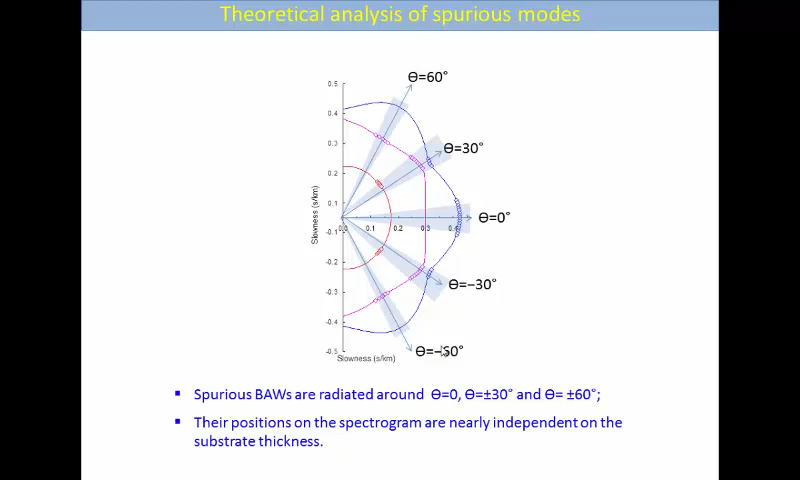 Theoretical analysis of spurious modes
Ɵ=60°
0.5
0.4
Ɵ=30°
0.3
0.2
0.1
Ɵ=0°
0.0 0.1 0.2 0.3 0.4
-0.1
-0.2
Ɵ=−30°
-0.3
-0.4
-0.5
Ɵ=−60°
Slowness (s/km)
Slowness (s/km)
▪ Spurious BAWs are radiated around Ɵ=0, Ɵ=±30° and Ɵ= ±60°;
▪ Their positions on the spectrogram are nearly independent on the
substrate thickness.